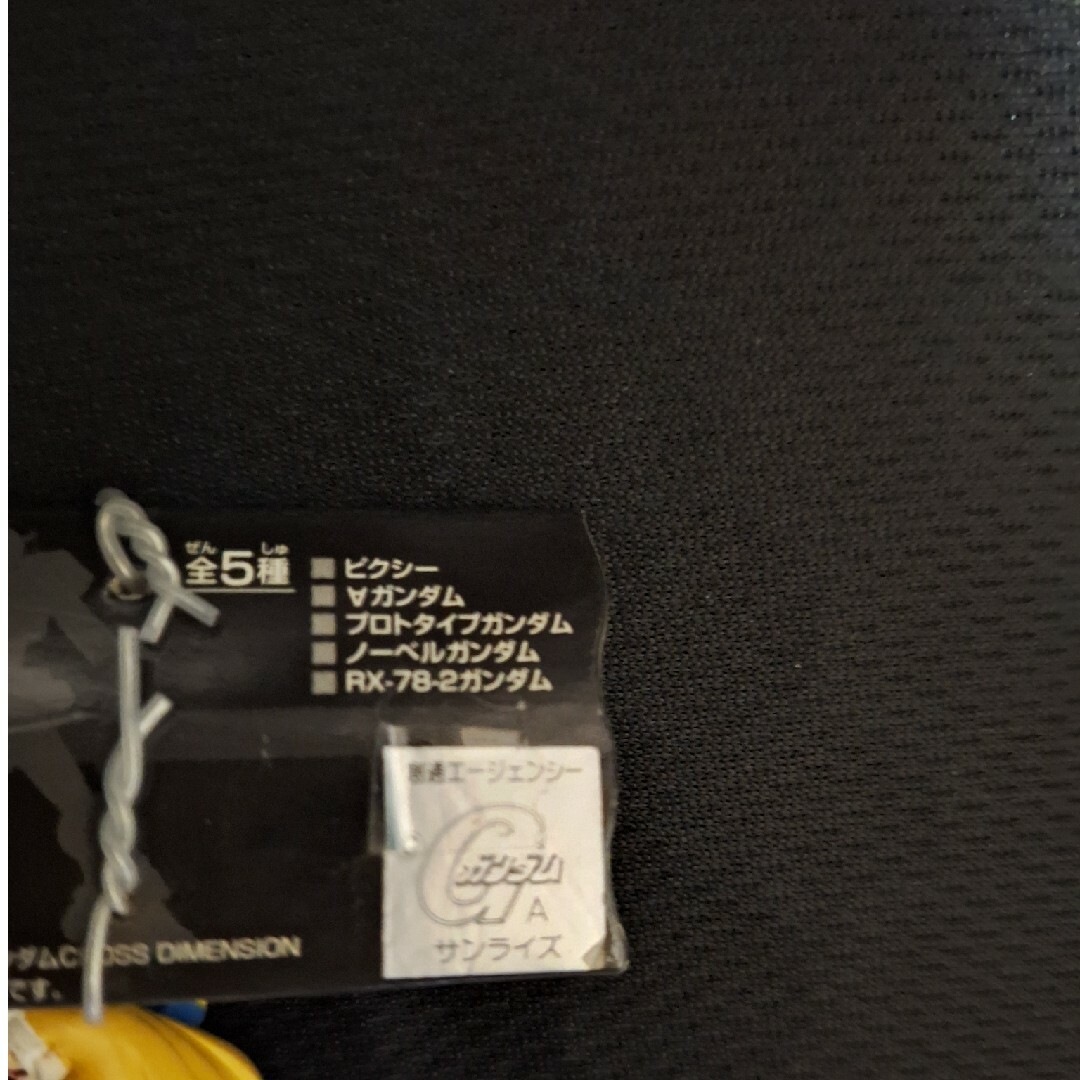 ぜん しゅ
全5種
ピクシー
∀ガンダム
プロトタイプガンダム
ノーベルガンダム
RX-78-2ガンダム
創通エージェンシー
G
ガンダム
A
サンライズ
ダムCROSS DIMENSION
です。